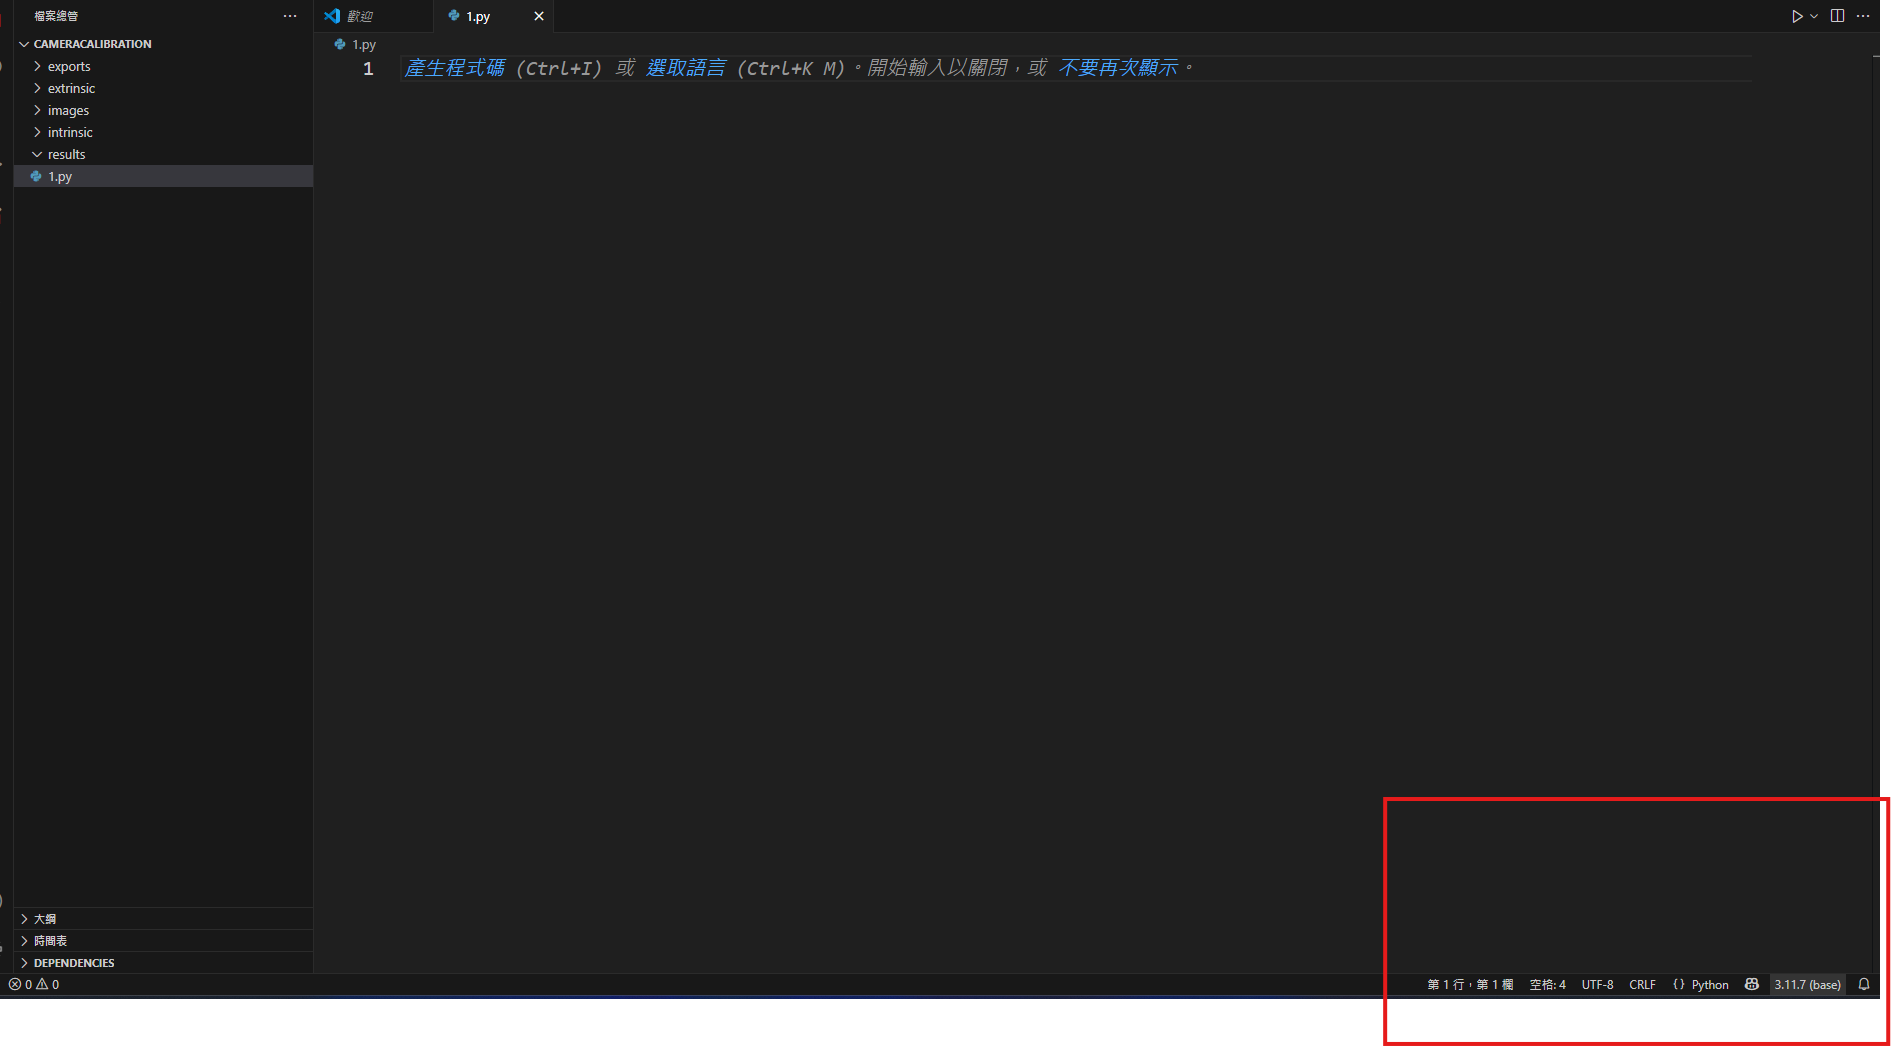 檔案總管
CAMERACALIBRATION
exports
extrinsic
images
intrinsic
results
1.py
大綱
時間表
DEPENDENCIES
歡迎
1.py
1.py
1 產生程式碼 (Ctrl+I) 或 選取語言 (Ctrl+K M)。開始輸入以關閉，或 不要再次顯示。
0 0
第 1 行，第 1 欄 空格: 4 UTF-8 CRLF {} Python 3.11.7 (base)